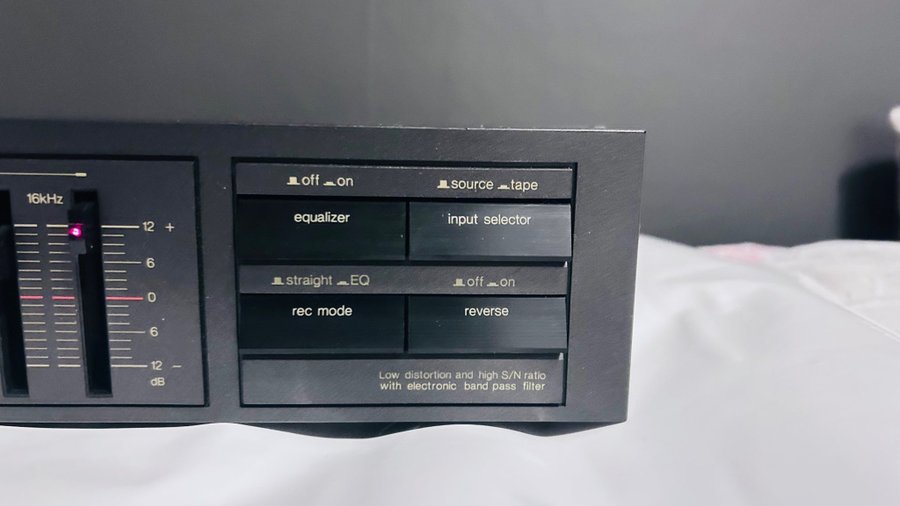 16kHz
12 +
6
0
6
12 −
dB
off on
source tape
equalizer
input selector
straight EQ
off on
rec mode
reverse
Low distortion and high S/N ratio
with electronic band pass filter